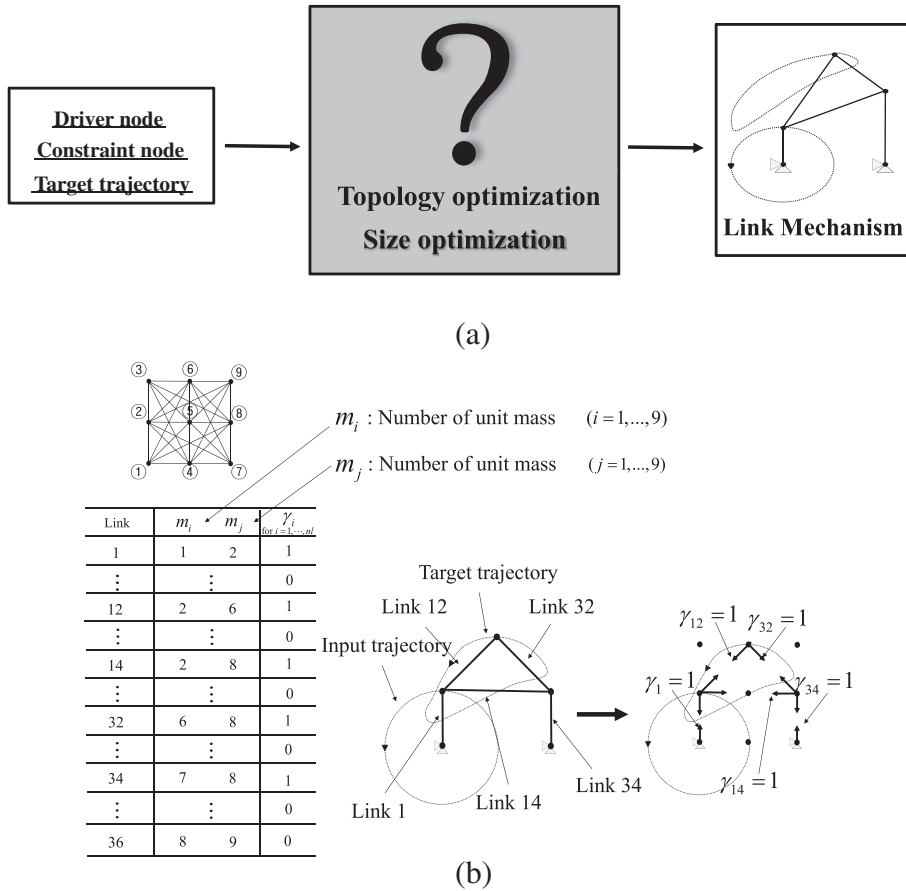 Driver node
Constraint node
Target trajectory
?
Topology optimization
Size optimization
Link Mechanism
(a)
③ ⑥ ⑨
② ⑤ ⑧
① ④ ⑦
m_i : Number of unit mass (i = 1,...,9)
m_j : Number of unit mass (j = 1,...,9)
Link m_i m_j γ_i for i = 1,⋯,nl
1 1 2 1
⋮ ⋮ 0
12 2 6 1
⋮ ⋮ 0
14 2 8 1
⋮ ⋮ 0
32 6 8 1
⋮ ⋮ 0
34 7 8 1
⋮ ⋮ 0
36 8 9 0
Target trajectory
Link 12
Link 32
Input trajectory
Link 1
Link 14
Link 34
γ_12 = 1
γ_32 = 1
γ_1 = 1
γ_34 = 1
γ_14 = 1
(b)